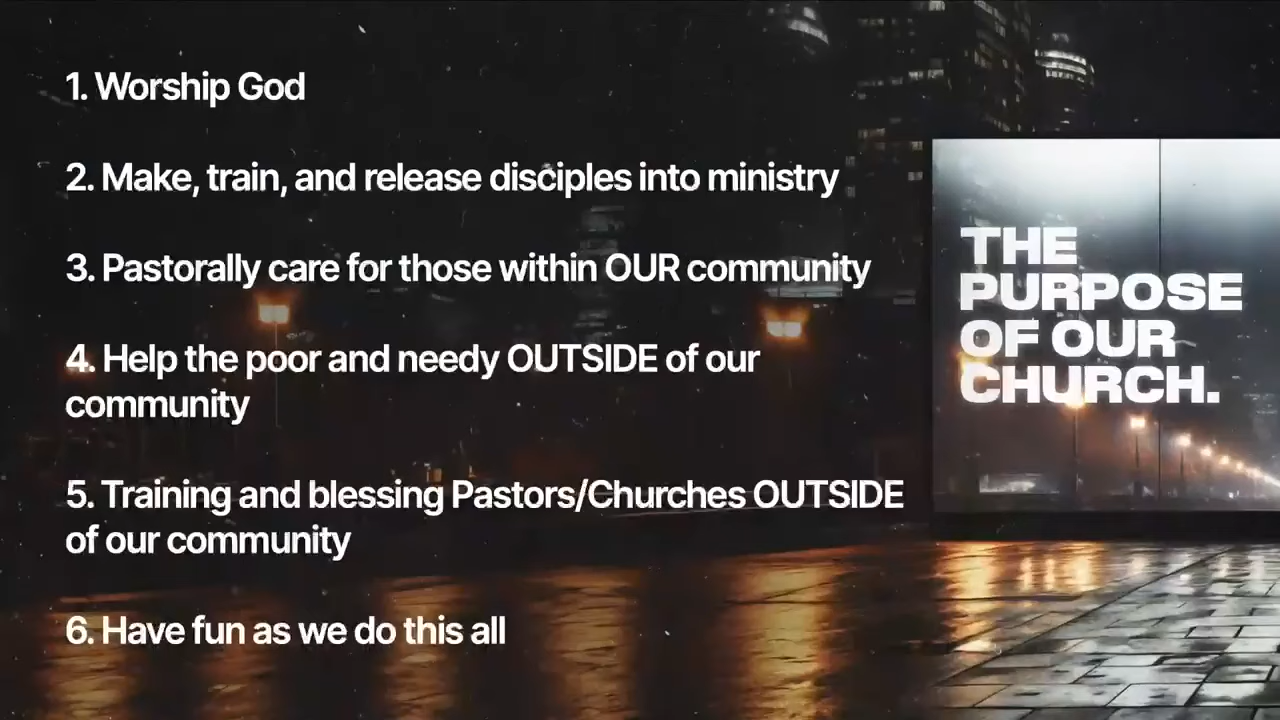 1. Worship God
2. Make, train, and release disciples into ministry
3. Pastorally care for those within OUR community
4. Help the poor and needy OUTSIDE of our
community
5. Training and blessing Pastors/Churches OUTSIDE
of our community
6. Have fun as we do this all
THE
PURPOSE
OF OUR
CHURCH.